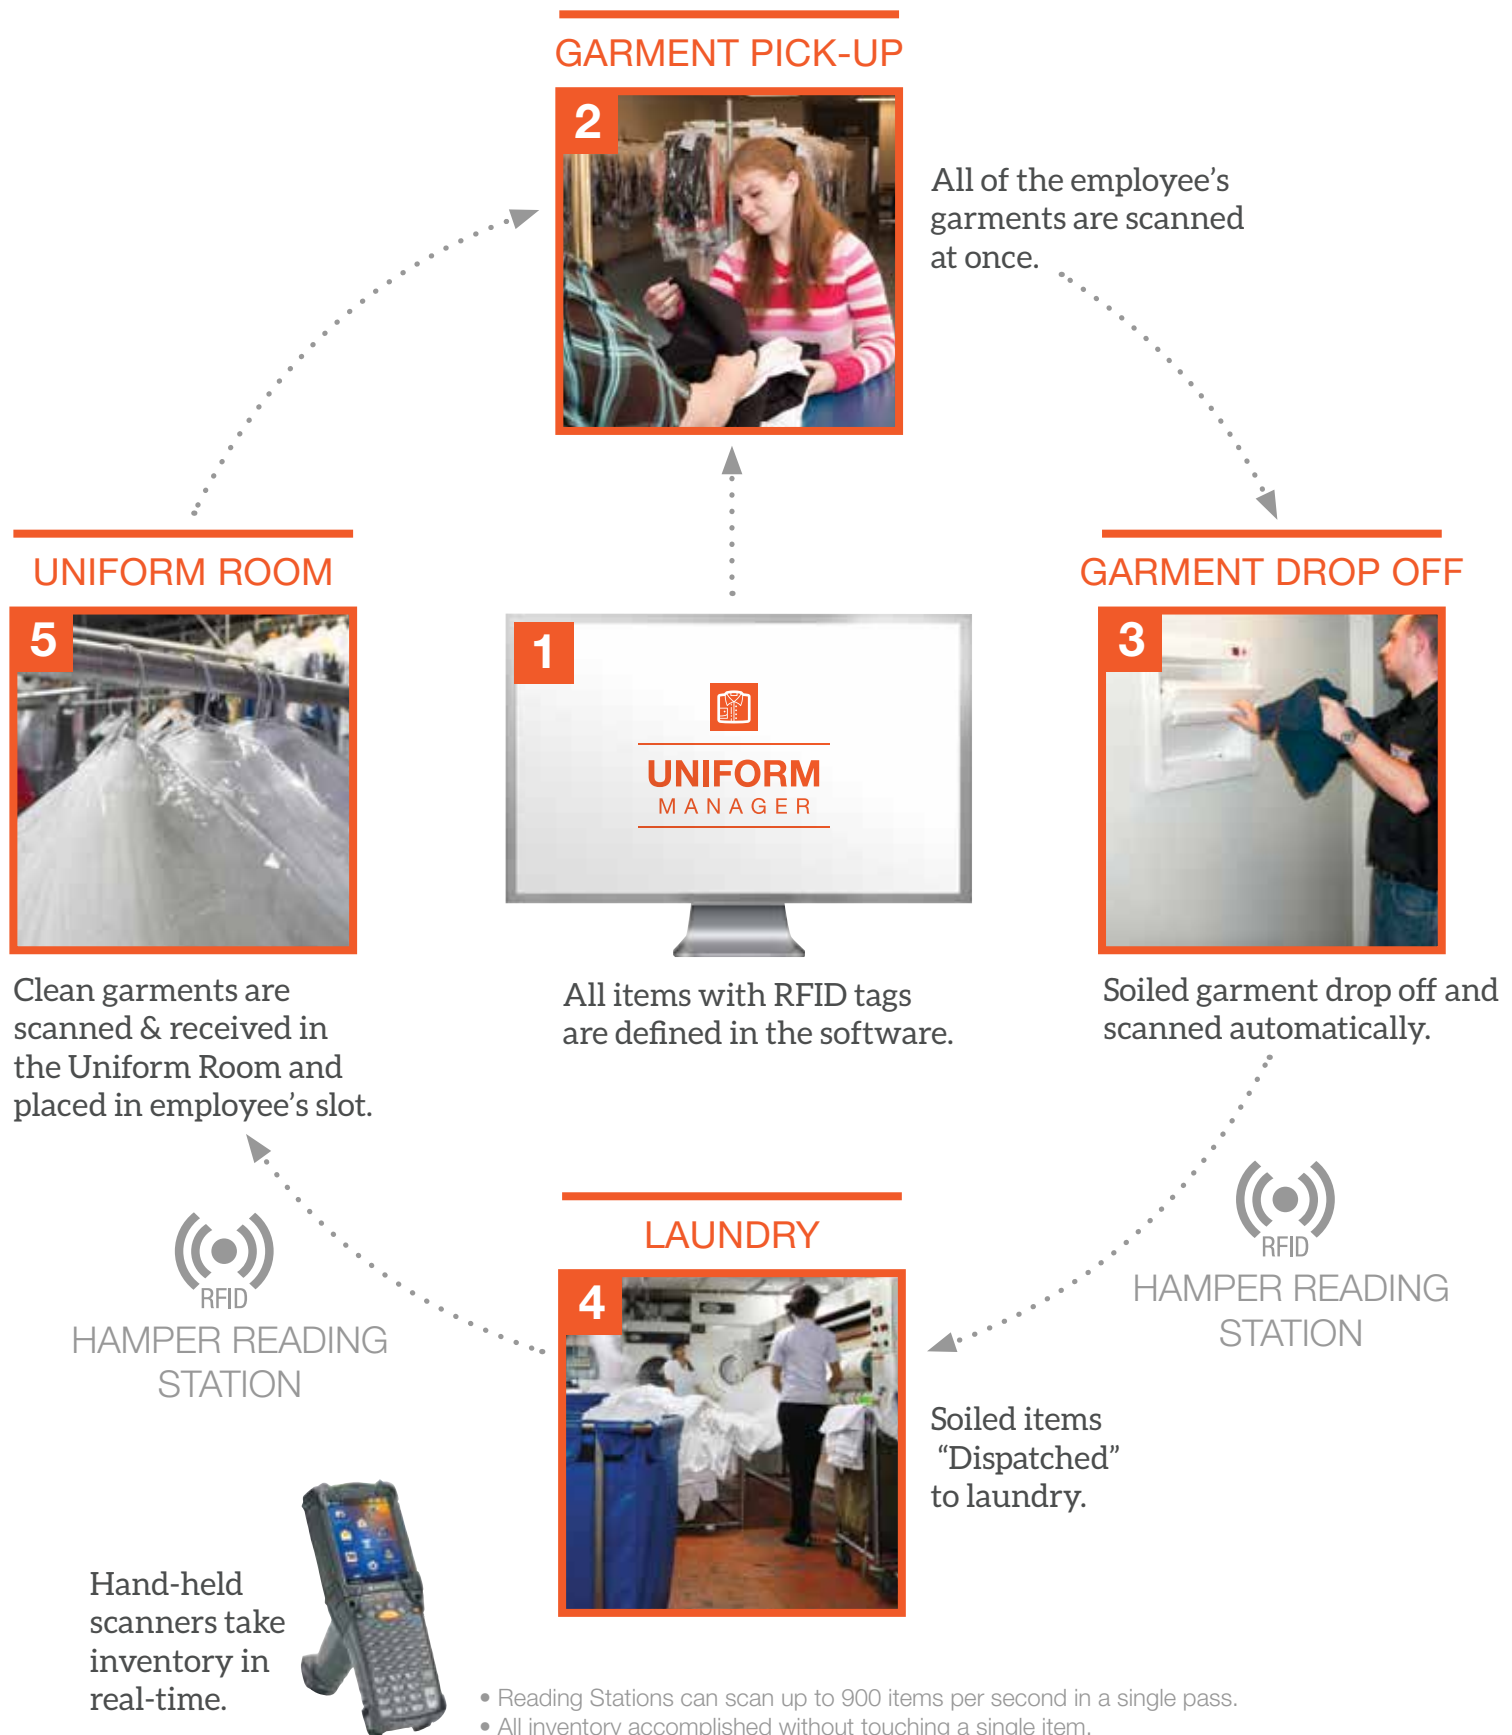 GARMENT PICK-UP
2
All of the employee’s
garments are scanned
at once.
UNIFORM ROOM
5
Clean garments are
scanned & received in
the Uniform Room and
placed in employee’s slot.
1
UNIFORM
MANAGER
All items with RFID tags
are defined in the software.
GARMENT DROP OFF
3
Soiled garment drop off and
scanned automatically.
RFID
HAMPER READING
STATION
LAUNDRY
4
Soiled items
“Dispatched”
to laundry.
RFID
HAMPER READING
STATION
Hand-held
scanners take
inventory in
real-time.
• Reading Stations can scan up to 900 items per second in a single pass.
• All inventory accomplished without touching a single item.